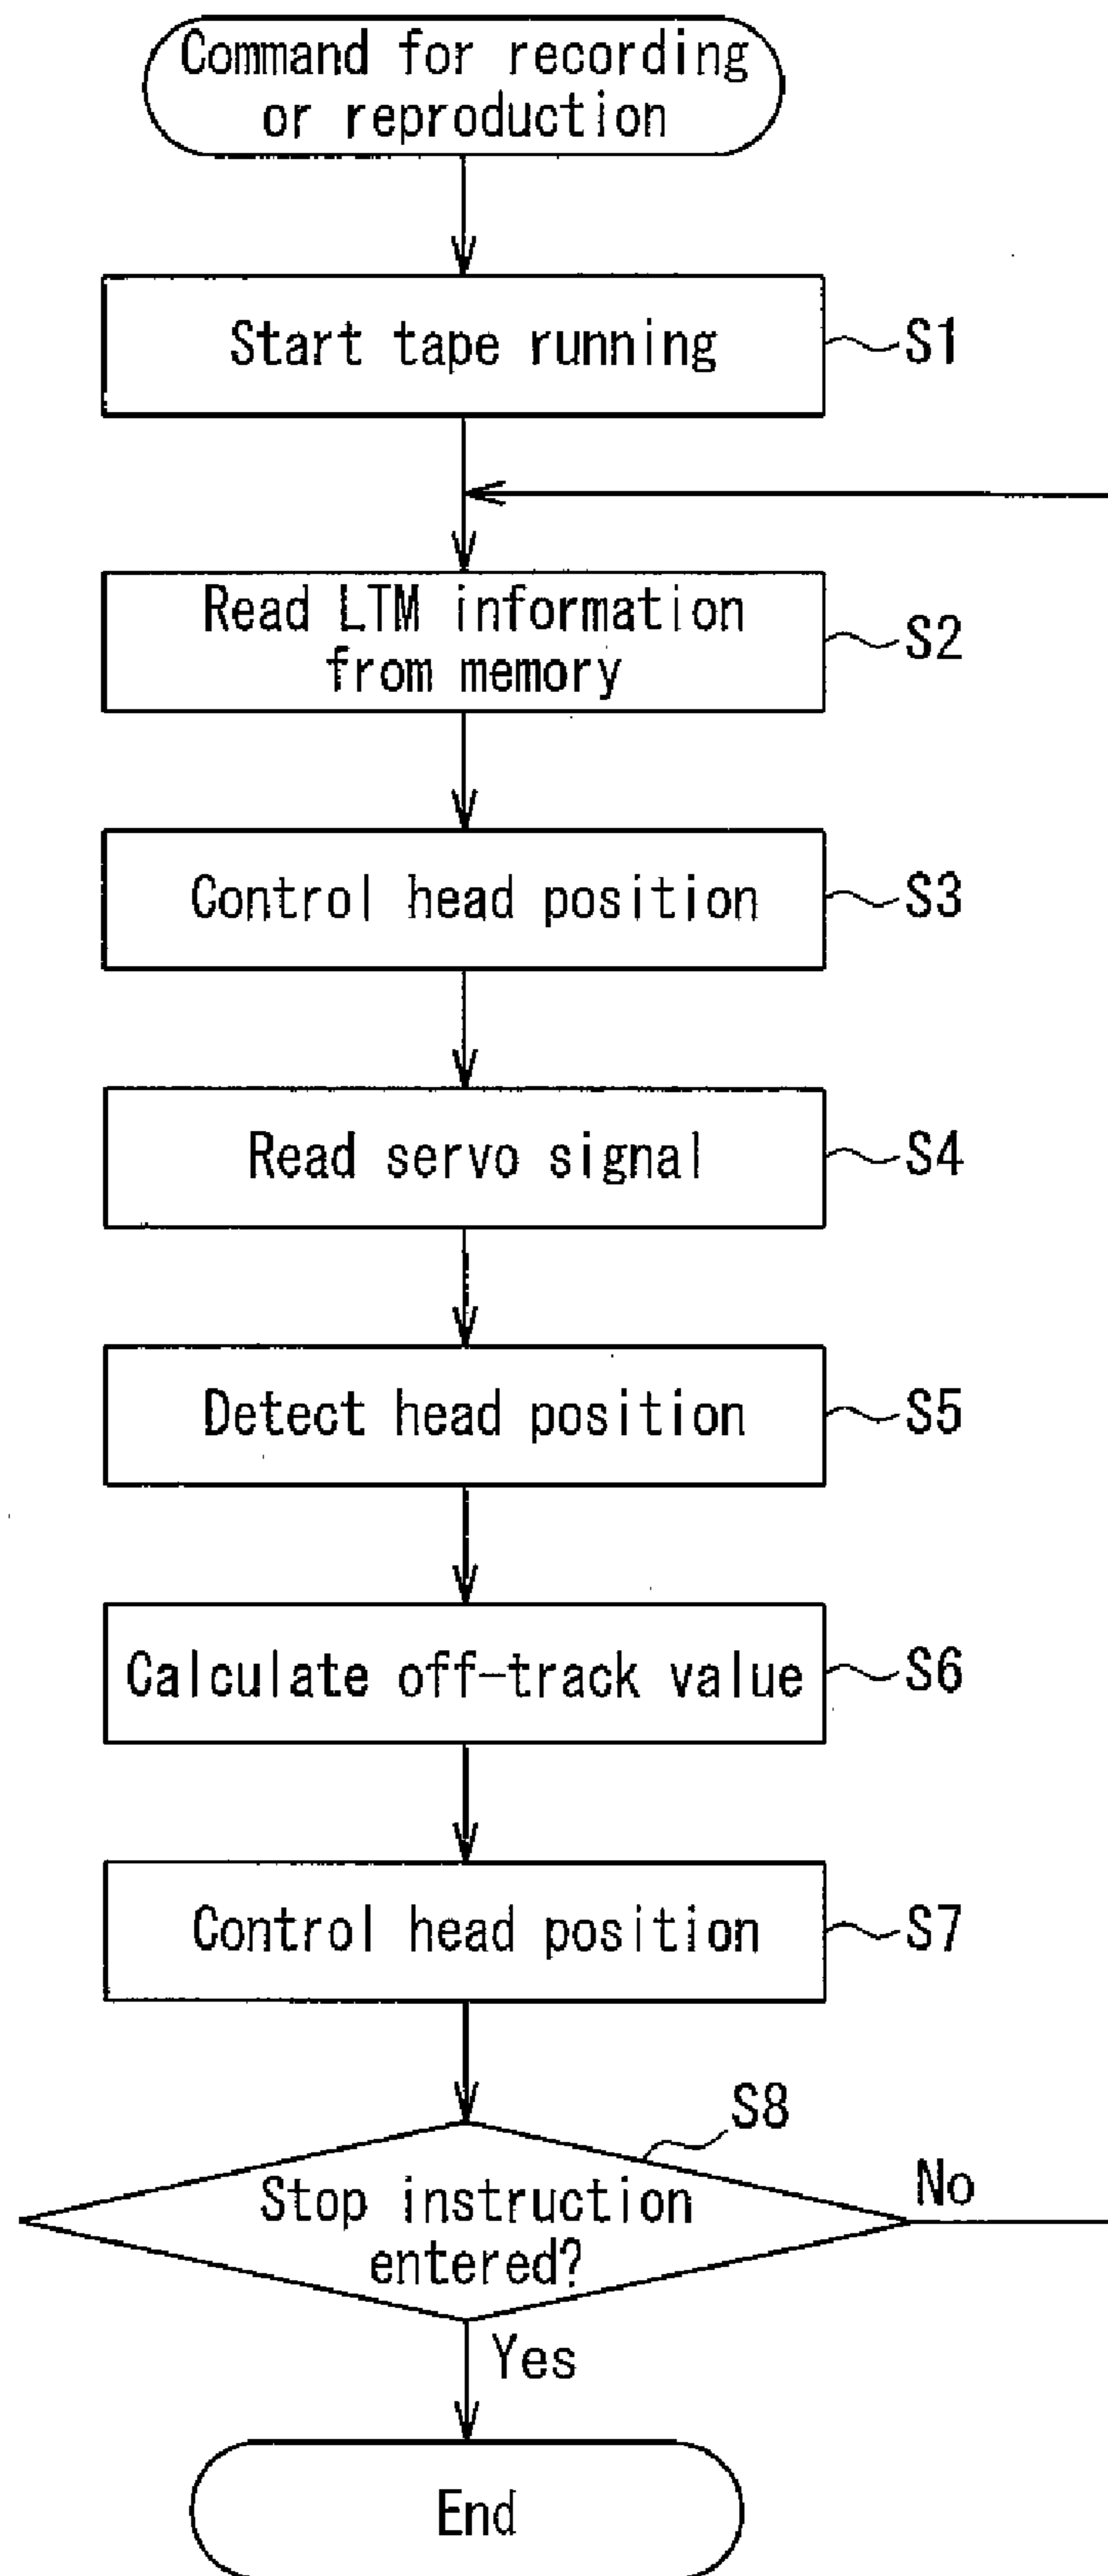 Command for recording
or reproduction
Start tape running
S1
Read LTM information
from memory
S2
Control head position
S3
Read servo signal
S4
Detect head position
S5
Calculate off-track value
S6
Control head position
S7
S8
Stop instruction
entered?
No
Yes
End